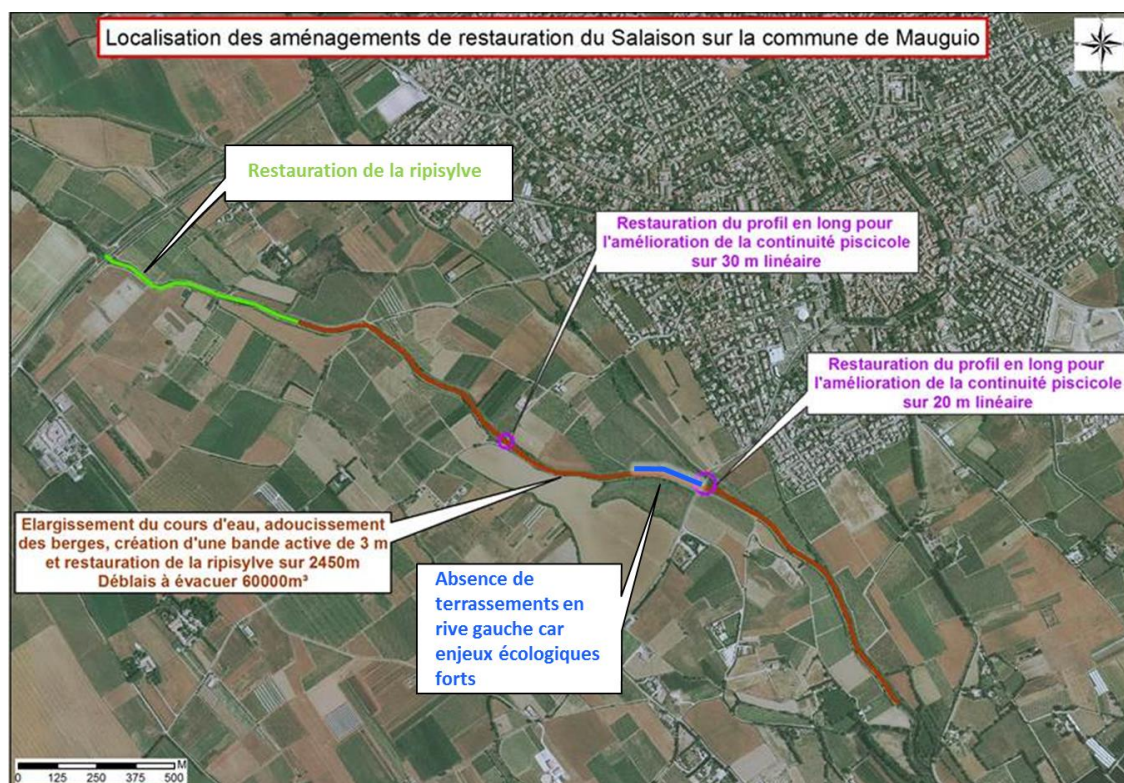 Localisation des aménagements de restauration du Salaison sur la commune de Mauguio
Restauration de la ripisylve
Restauration du profil en long pour
l'amélioration de la continuité piscicole
sur 30 m linéaire
Restauration du profil en long pour
l'amélioration de la continuité piscicole
sur 20 m linéaire
Elargissement du cours d'eau, adoucissement
des berges, création d'une bande active de 3 m
et restauration de la ripisylve sur 2450m
Déblais à évacuer 60000m³
Absence de
terrassements en
rive gauche car
enjeux écologiques
forts
M
0 125 250 375 500